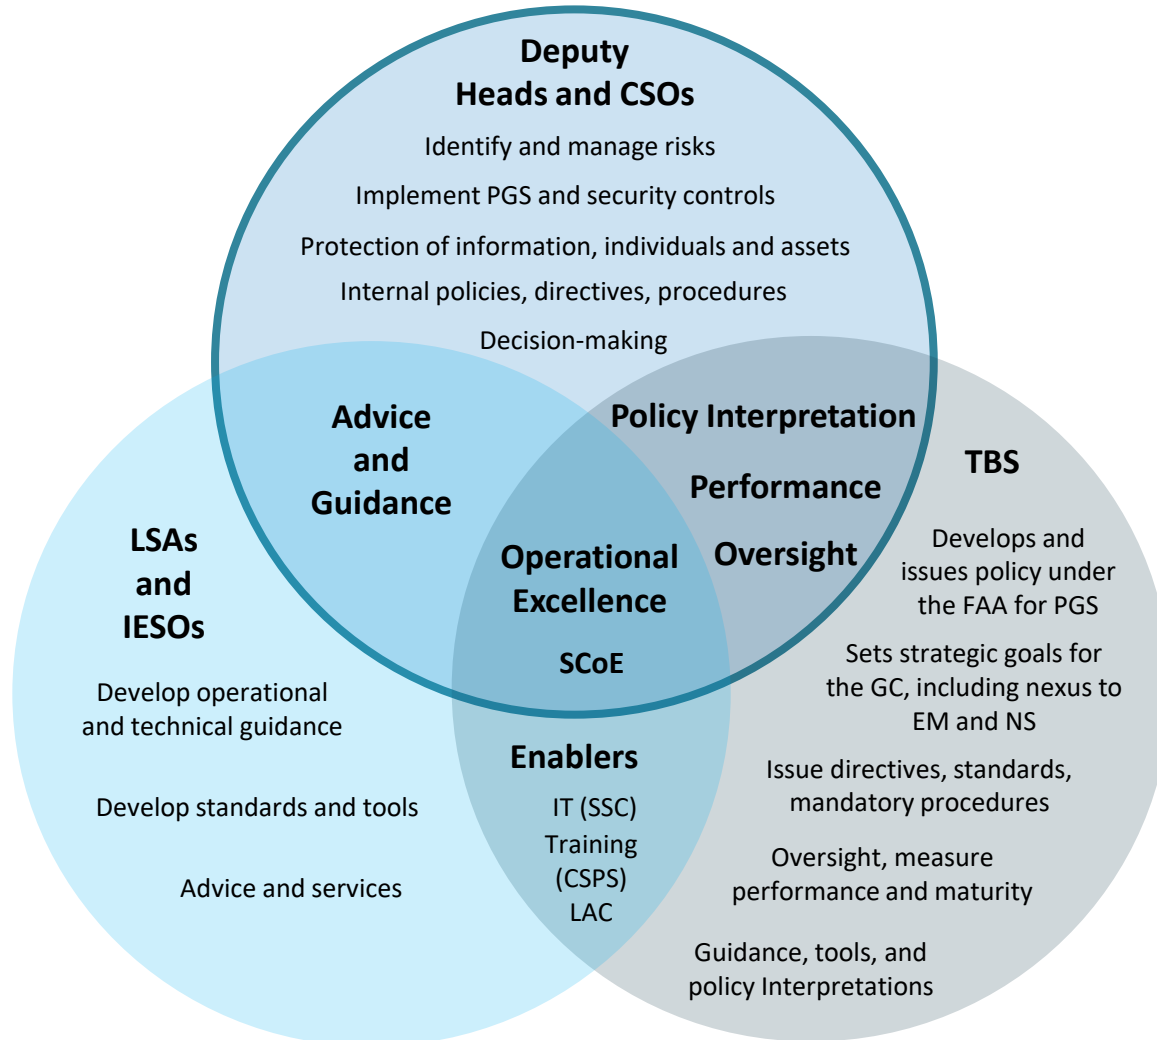 Deputy
Heads and CSOs
Identify and manage risks
Implement PGS and security controls
Protection of information, individuals and assets
Internal policies, directives, procedures
Decision-making
Advice
and
Guidance
Policy Interpretation
Performance
Oversight
Operational
Excellence
SCoE
LSAs
and
IESOs
Develop operational
and technical guidance
Develop standards and tools
Advice and services
Enablers
IT (SSC)
Training
(CSPS)
LAC
TBS
Develops and
issues policy under
the FAA for PGS
Sets strategic goals for
the GC, including nexus to
EM and NS
Issue directives, standards,
mandatory procedures
Oversight, measure
performance and maturity
Guidance, tools, and
policy Interpretations